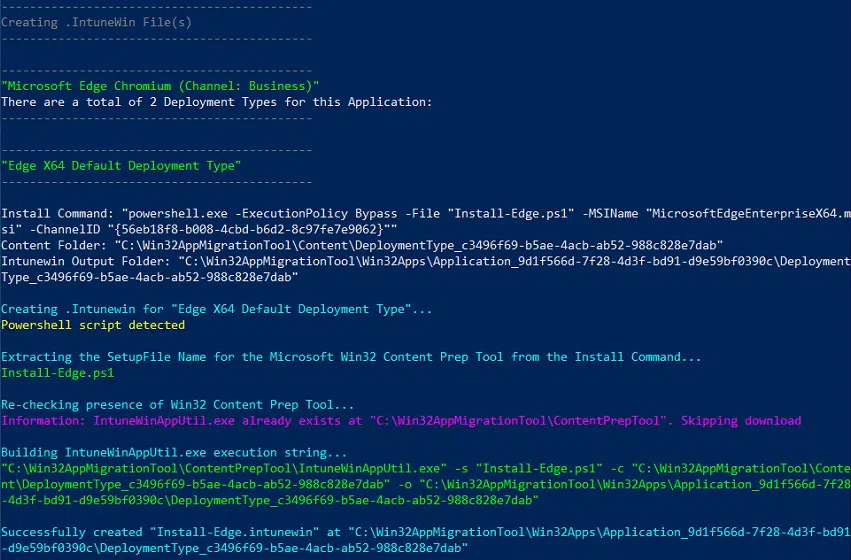 ----------------------------------------
Creating .IntuneWin File(s)
----------------------------------------
----------------------------------------
"Microsoft Edge Chromium (Channel: Business)"
There are a total of 2 Deployment Types for this Application:
----------------------------------------
----------------------------------------
"Edge X64 Default Deployment Type"
----------------------------------------
Install Command: "powershell.exe -ExecutionPolicy Bypass -File "Install-Edge.ps1" -MSIName "MicrosoftEdgeEnterpriseX64.m
si" -ChannelID "{56eb18f8-b008-4cbd-b6d2-8c97fe7e9062}""
Content Folder: "C:\Win32AppMigrationTool\Content\DeploymentType_c3496f69-b5ae-4acb-ab52-988c828e7dab"
Intunewin Output Folder: "C:\Win32AppMigrationTool\Win32Apps\Application_9d1f566d-7f28-4d3f-bd91-d9e59bf0390c\Deployment
Type_c3496f69-b5ae-4acb-ab52-988c828e7dab"
Creating .Intunewin for "Edge X64 Default Deployment Type"...
Powershell script detected
Extracting the SetupFile Name for the Microsoft Win32 Content Prep Tool from the Install Command...
Install-Edge.ps1
Re-checking presence of Win32 Content Prep Tool...
Information: IntuneWinAppUtil.exe already exists at "C:\Win32AppMigrationTool\ContentPrepTool". Skipping download
Building IntuneWinAppUtil.exe execution string...
"C:\Win32AppMigrationTool\ContentPrepTool\IntuneWinAppUtil.exe" -s "Install-Edge.ps1" -c "C:\Win32AppMigrationTool\Conte
nt\DeploymentType_c3496f69-b5ae-4acb-ab52-988c828e7dab" -o "C:\Win32AppMigrationTool\Win32Apps\Application_9d1f566d-7f28
-4d3f-bd91-d9e59bf0390c\DeploymentType_c3496f69-b5ae-4acb-ab52-988c828e7dab"
Successfully created "Install-Edge.intunewin" at "C:\Win32AppMigrationTool\Win32Apps\Application_9d1f566d-7f28-4d3f-bd91
-d9e59bf0390c\DeploymentType_c3496f69-b5ae-4acb-ab52-988c828e7dab"